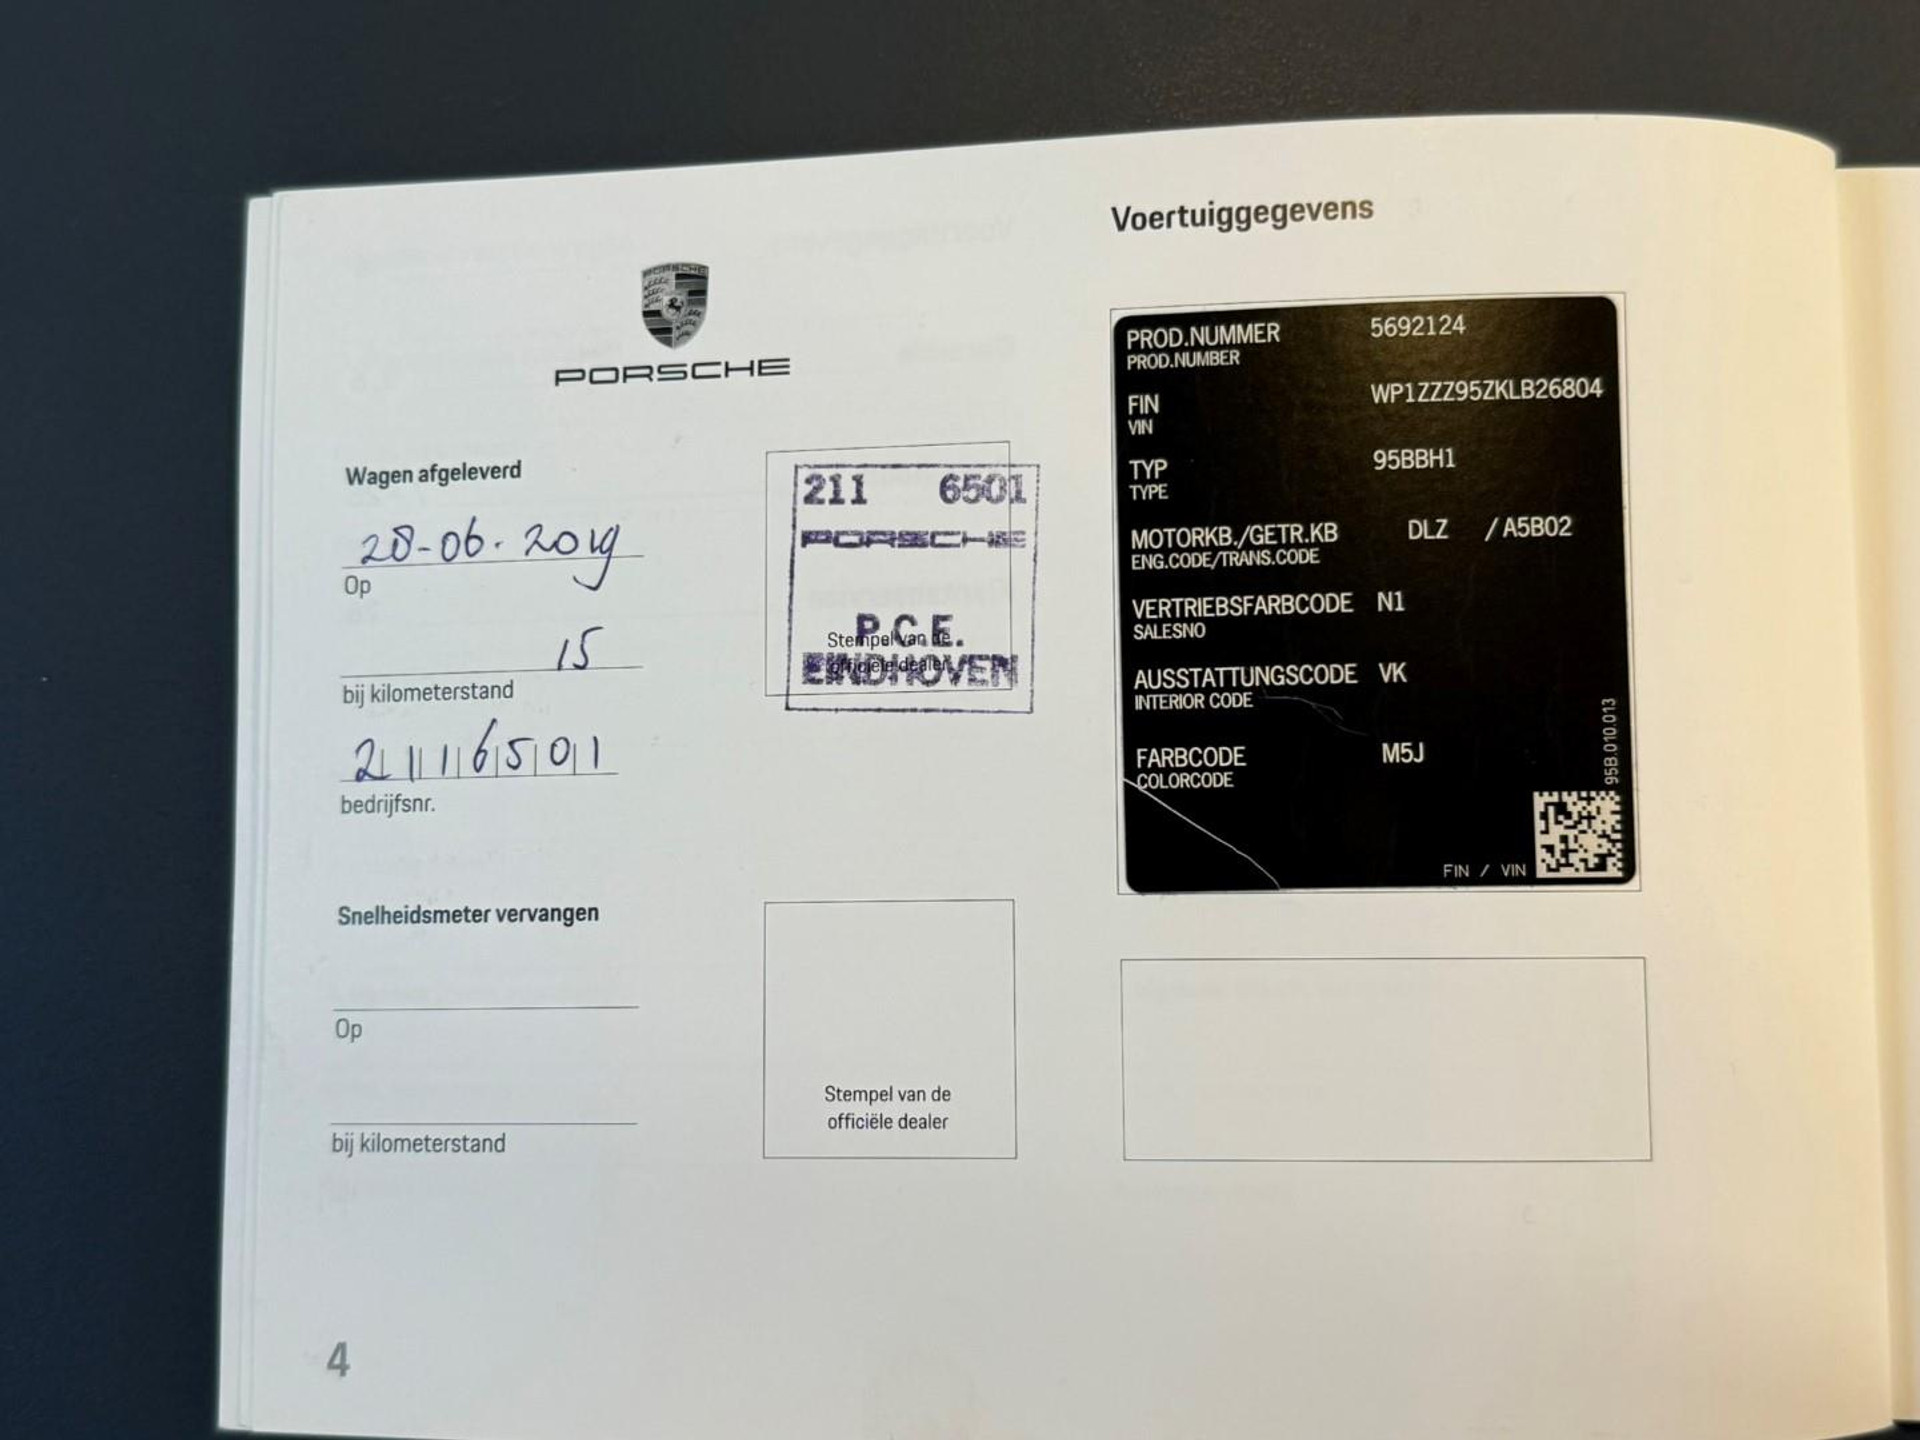 PORSCHE
PORSCHE
Wagen afgeleverd
28-06-2019
Op
15
bij kilometerstand
2116501
bedrijfsnr.
211 6501
PORSCHE
P.C.E.
EINDHOVEN
Stempel van de
officiële dealer
Snelheidsmeter vervangen
Op
bij kilometerstand
Stempel van de
officiële dealer
4
Voertuiggegevens
PROD.NUMMER 5692124
PROD.NUMBER
FIN WP1ZZZ95ZKLB26804
VIN
TYP 95BBH1
TYPE
MOTORKB./GETR.KB DLZ /A5B02
ENG.CODE/TRANS.CODE
VERTRIEBSFARBCODE N1
SALESNO
AUSSTATTUNGSCODE VK
INTERIOR CODE
FARBCODE M5J
COLORCODE
95B.010.013
FIN / VIN